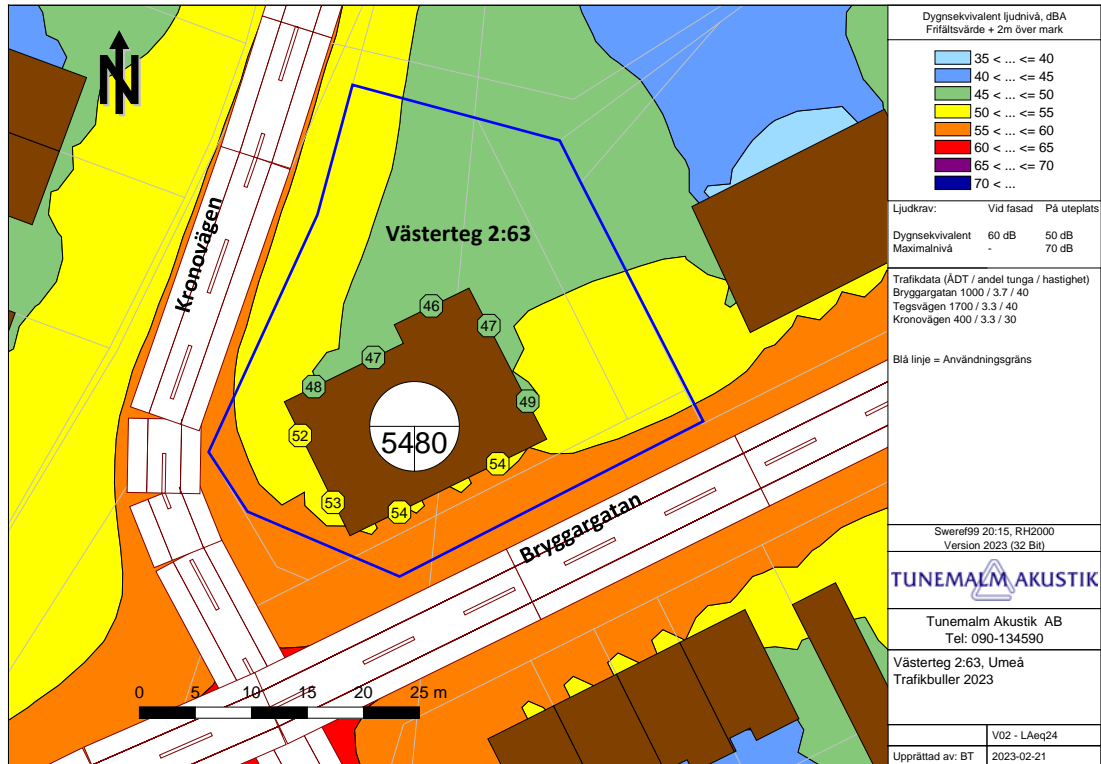 N
Kronovägen
Västerteg 2:63
46
47
47
48
49
52
54 80
54
53
54
Bryggargatan
0 5 10 15 20 25 m
Dygnsekvivalent ljudnivå, dBA
Frifältsvärde + 2m över mark
35 < ... <= 40
40 < ... <= 45
45 < ... <= 50
50 < ... <= 55
55 < ... <= 60
60 < ... <= 65
65 < ... <= 70
70 < ...
Ljudkrav: Vid fasad På uteplats
Dygnsekvivalent 60 dB 50 dB
Maximalnivå - 70 dB
Trafikdata (ÅDT / andel tunga / hastighet)
Bryggargatan 1000 / 3.7 / 40
Tegsvägen 1700 / 3.3 / 40
Kronovägen 400 / 3.3 / 30
Blå linje = Användningsgräns
Sweref99 20:15, RH2000
Version 2023 (32 Bit)
TUNEMALM AKUSTIK
Tunemalm Akustik AB
Tel: 090-134590
Västerteg 2:63, Umeå
Trafikbuller 2023
V02 - LAeq24
Upprättad av: BT 2023-02-21